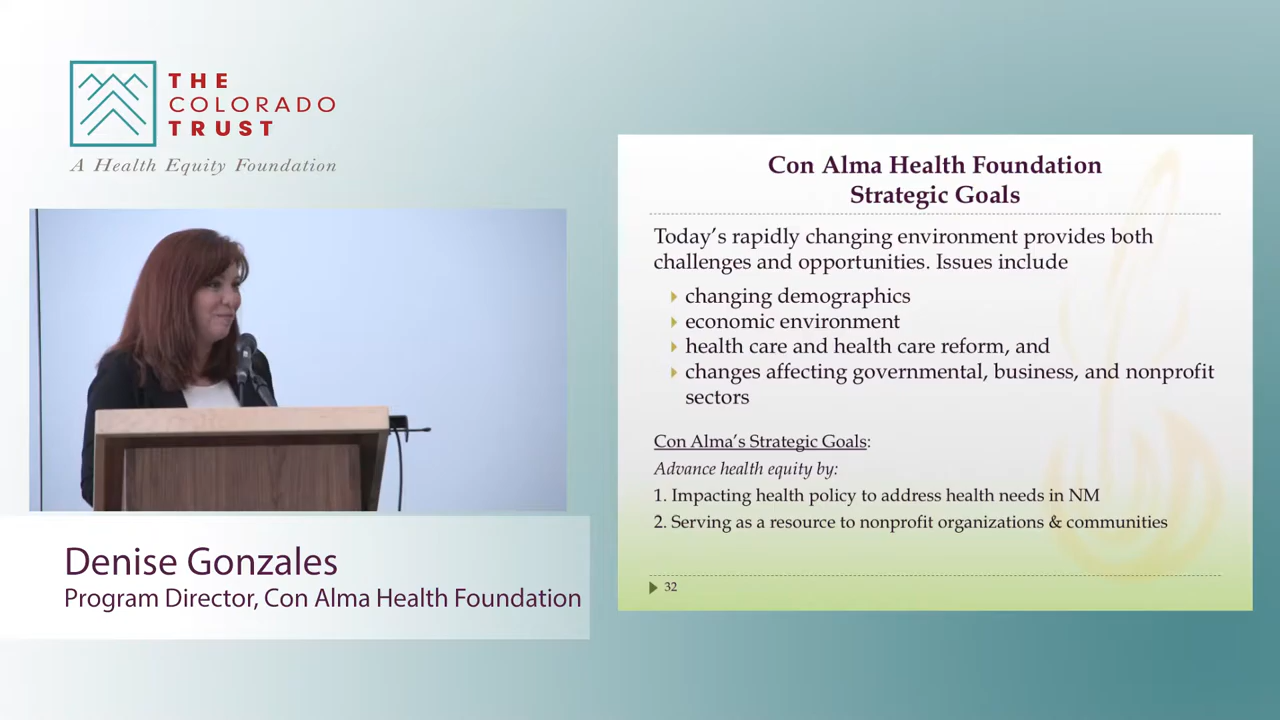 THE
COLORADO
TRUST
A Health Equity Foundation
Denise Gonzales
Program Director, Con Alma Health Foundation
Con Alma Health Foundation
Strategic Goals
Today's rapidly changing environment provides both
challenges and opportunities. Issues include
changing demographics
economic environment
health care and health care reform, and
changes affecting governmental, business, and nonprofit
sectors
Con Alma's Strategic Goals:
Advance health equity by:
1. Impacting health policy to address health needs in NM
2. Serving as a resource to nonprofit organizations & communities
32